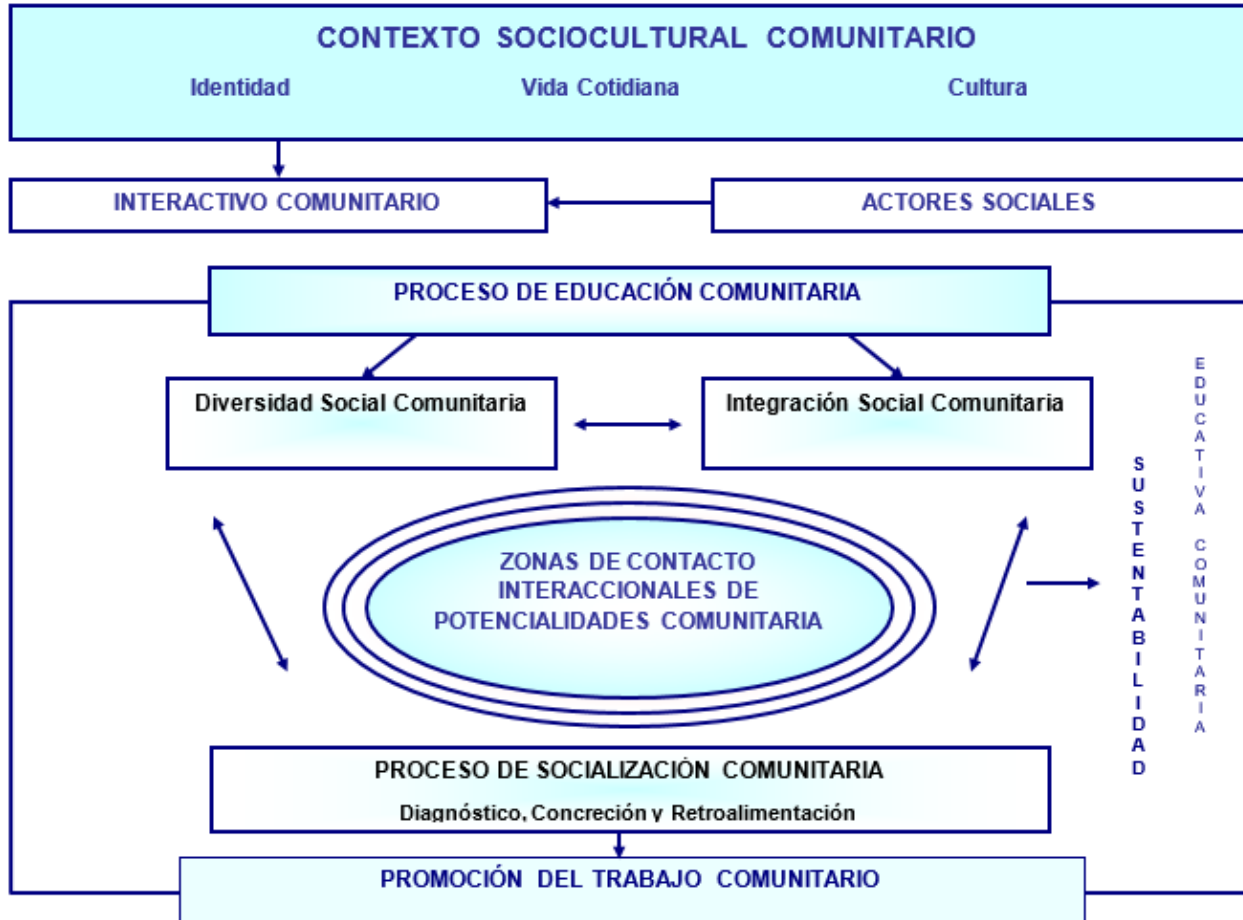 CONTEXTO SOCIOCULTURAL COMUNITARIO
Identidad Vida Cotidiana Cultura
INTERACTIVO COMUNITARIO
ACTORES SOCIALES
PROCESO DE EDUCACIÓN COMUNITARIA
Diversidad Social Comunitaria
Integración Social Comunitaria
ZONAS DE CONTACTO
INTERACCIONALES DE
POTENCIALIDADES COMUNITARIA
SUSTENTABILIDAD
EDUCATIVA COMUNITARIA
PROCESO DE SOCIALIZACIÓN COMUNITARIA
Diagnóstico, Concreción y Retroalimentación
PROMOCIÓN DEL TRABAJO COMUNITARIO